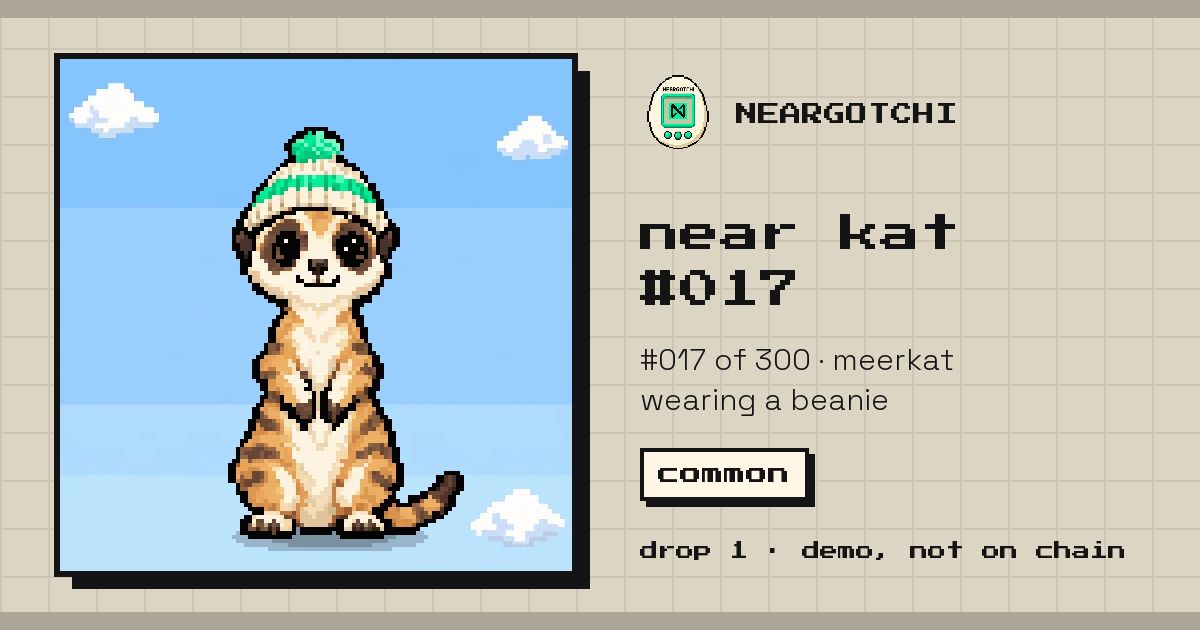 NEARGOTCHI
NEARGOTCHI
near kat
#017
#017 of 300 · meerkat
wearing a beanie
common
drop 1 · demo, not on chain